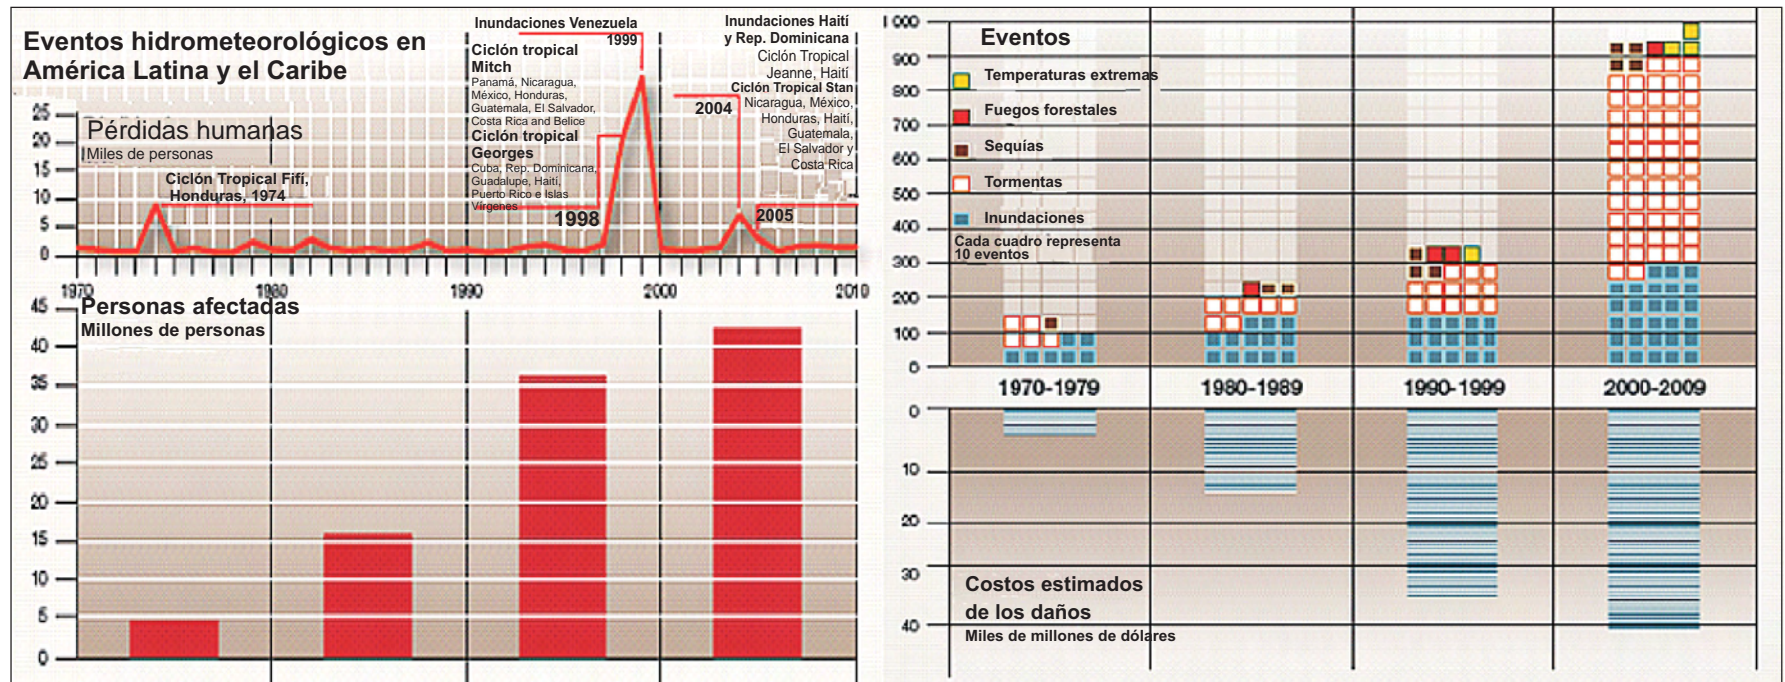 Eventos hidrometeorológicos en
América Latina y el Caribe
Pérdidas humanas
Miles de personas
25
20
15
10
5
0
Ciclón Tropical Fifí,
Honduras, 1974
Inundaciones Venezuela
1999
Ciclón tropical
Mitch
Panamá, Nicaragua,
México, Honduras,
Guatemala, El Salvador,
Costa Rica and Belice
Ciclón tropical
Georges
Cuba, Rep. Dominicana,
Guadalupe, Haití,
Puerto Rico e Islas
Vírgenes
1998
Inundaciones Haití
y Rep. Dominicana
Ciclón Tropical
Jeanne, Haití
2004
Ciclón Tropical Stan
Nicaragua, México,
Honduras, Haití,
Guatemala,
El Salvador y
Costa Rica
2005
1970 1980 1990 2000 2010
Personas afectadas
Millones de personas
45
40
35
30
25
20
15
10
5
0
Eventos
Temperaturas extremas
Fuegos forestales
Sequías
Tormentas
Inundaciones
Cada cuadro representa
10 eventos
1 000
900
800
700
600
500
400
300
200
100
0
1970-1979 1980-1989 1990-1999 2000-2009
0
10
20
30
40
Costos estimados
de los daños
Miles de millones de dólares